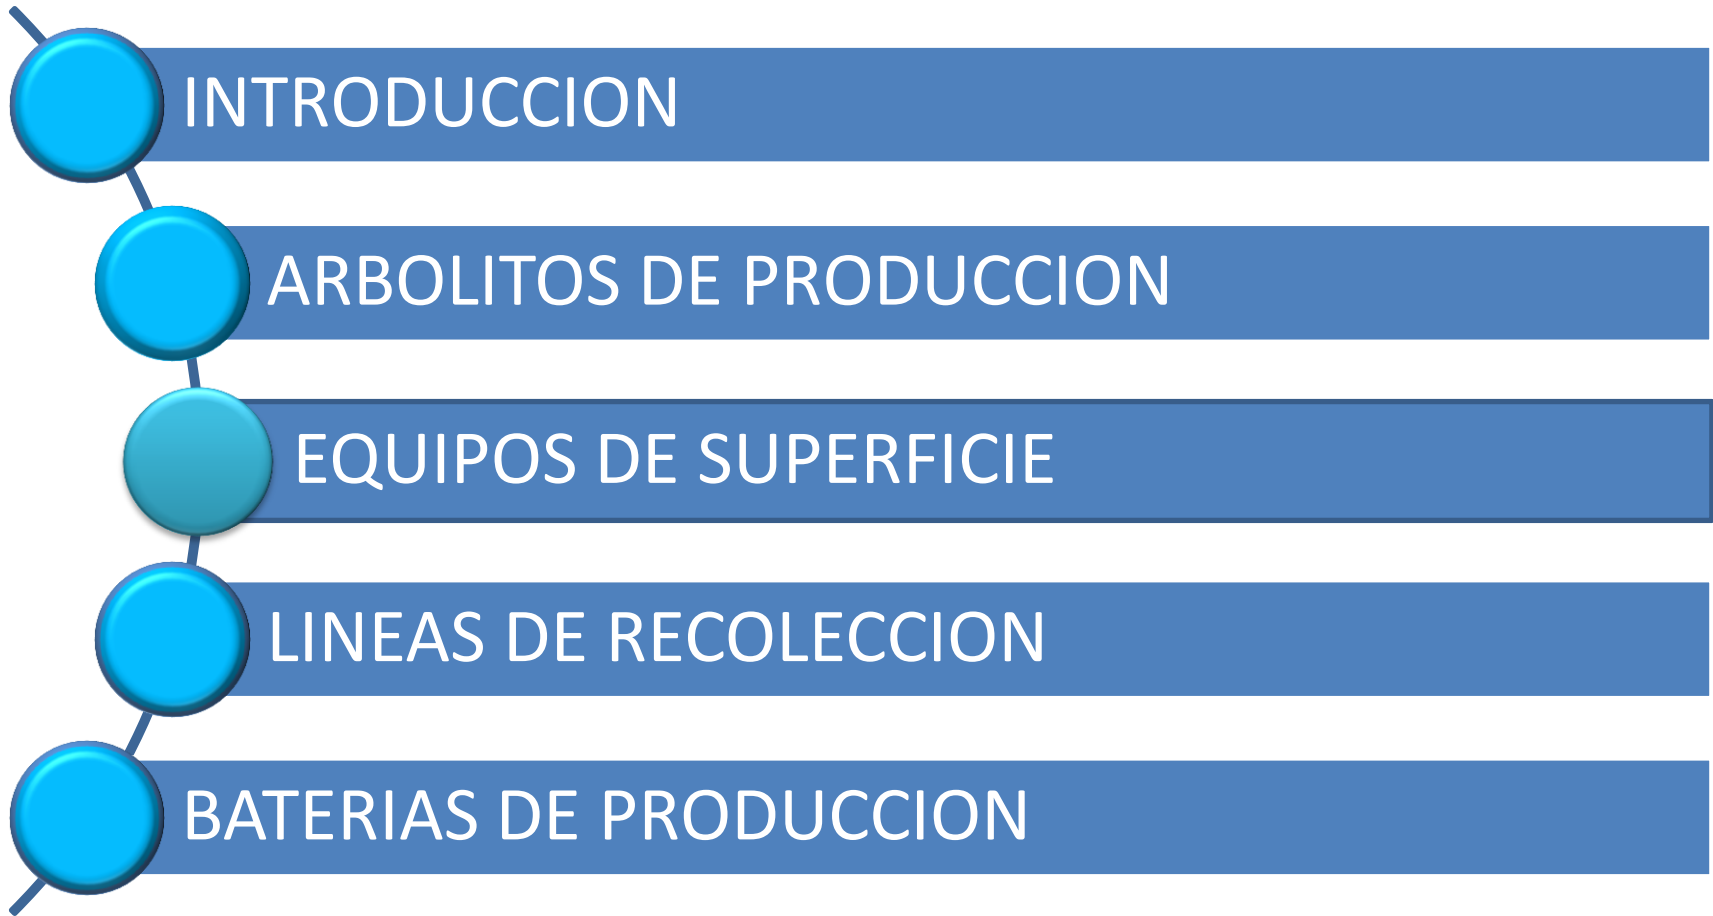 INTRODUCCION
ARBOLITOS DE PRODUCCION
EQUIPOS DE SUPERFICIE
LINEAS DE RECOLECCION
BATERIAS DE PRODUCCION